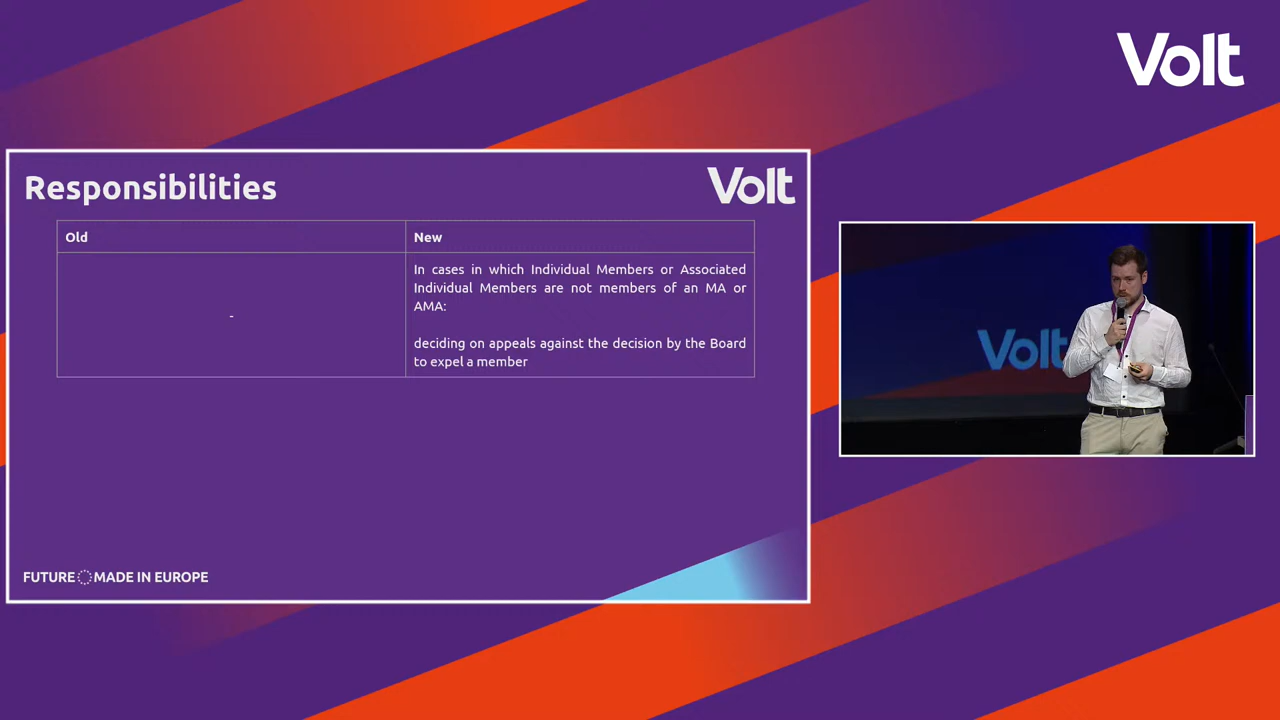 Volt
Responsibilities
Volt
Old
New
-
In cases in which Individual Members or Associated
Individual Members are not members of an MA or
AMA:
deciding on appeals against the decision by the Board
to expel a member
Volt
FUTURE MADE IN EUROPE